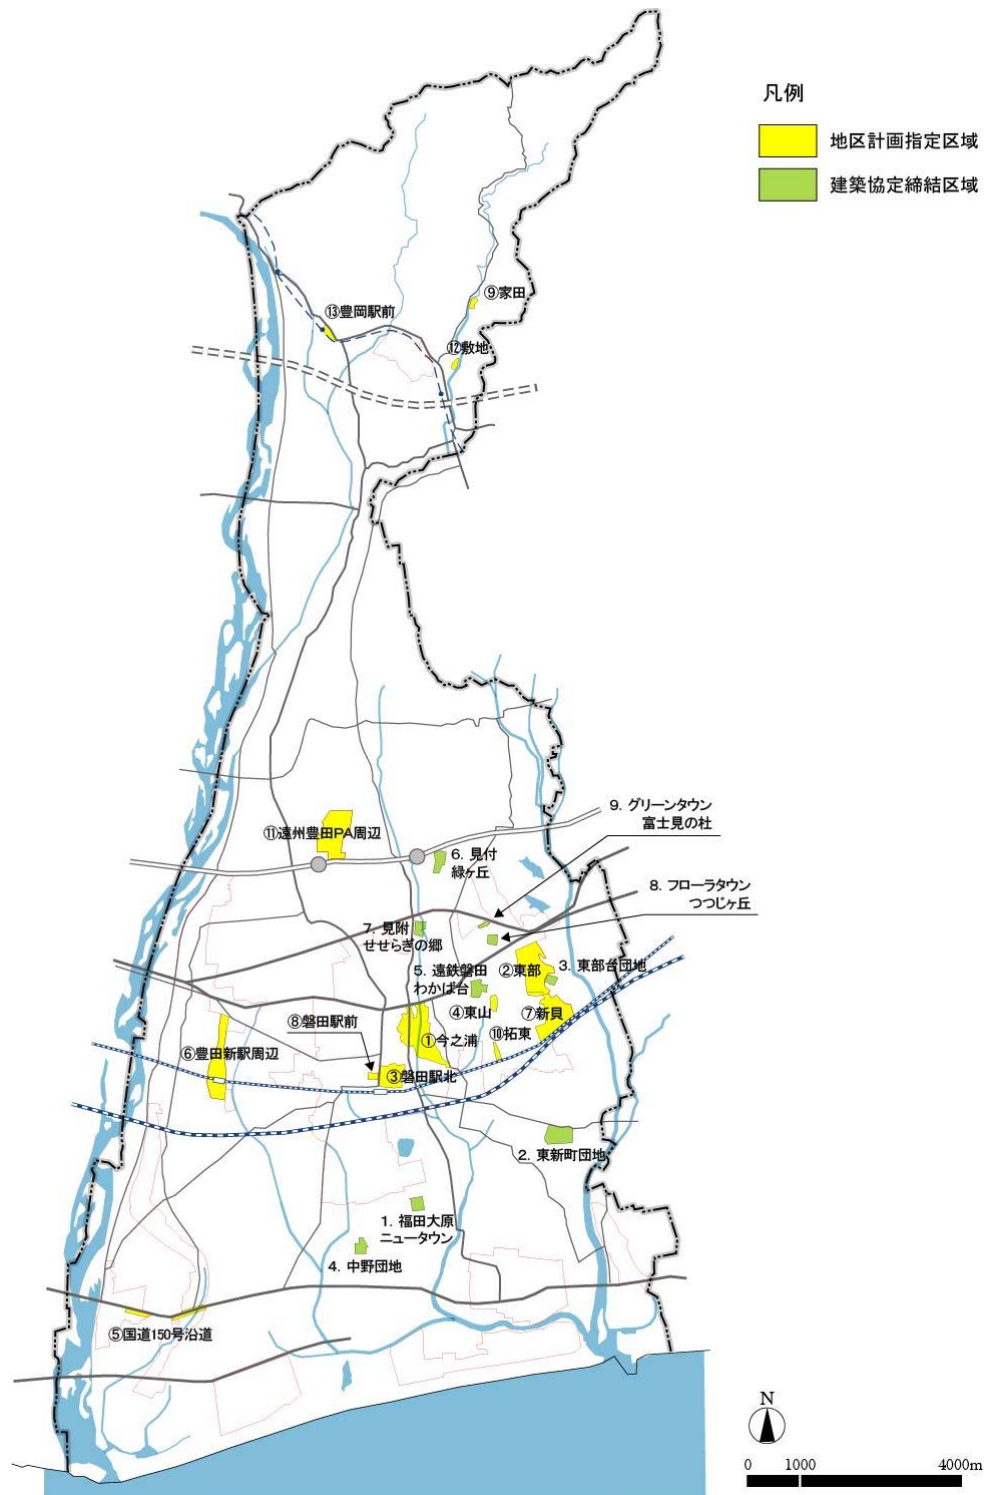 凡例
地区計画指定区域
建築協定締結区域
⑨家田
⑬豊岡駅前
⑫敷地
9. グリーンタウン
富士見の杜
⑪遠州豊田PA周辺
6. 見付
緑ヶ丘
8. フローラタウン
つつじヶ丘
7. 見附
せせらぎの郷
5. 遠鉄磐田
わかば台
②東部
3. 東部台団地
④東山
⑦新貝
⑧磐田駅前
①今之浦
⑩拓東
⑥豊田新駅周辺
③磐田駅北
2. 東新町団地
1. 福田大原
ニュータウン
4. 中野団地
⑤国道150号沿道
N
0 1000 4000m